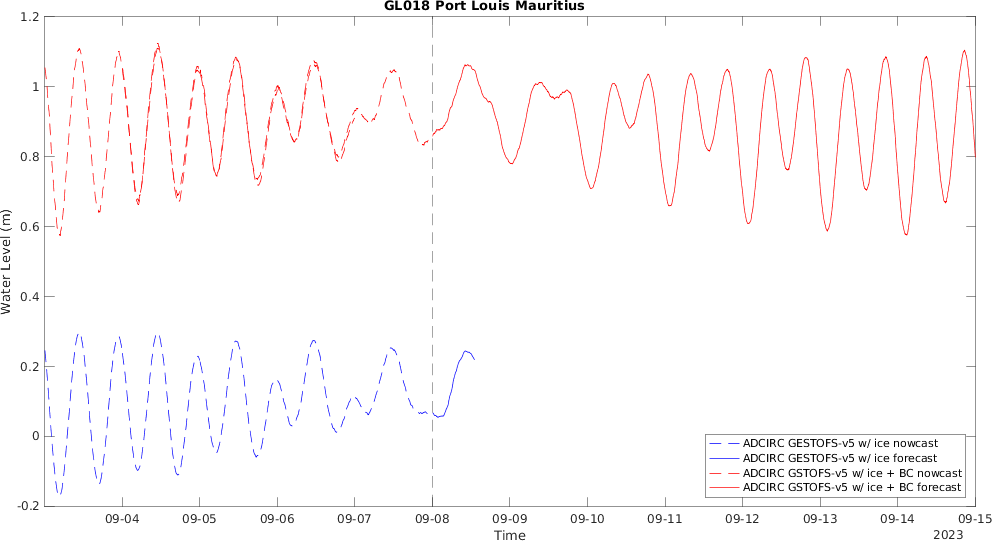 GL018 Port Louis Mauritius
1.2
1
0.8
0.6
0.4
0.2
0
-0.2
Water Level (m)
ADCIRC GESTOFS-v5 w/ ice nowcast
ADCIRC GESTOFS-v5 w/ ice forecast
ADCIRC GSTOFS-v5 w/ ice + BC nowcast
ADCIRC GSTOFS-v5 w/ ice + BC forecast
09-04 09-05 09-06 09-07 09-08 09-09 09-10 09-11 09-12 09-13 09-14 09-15
Time
2023